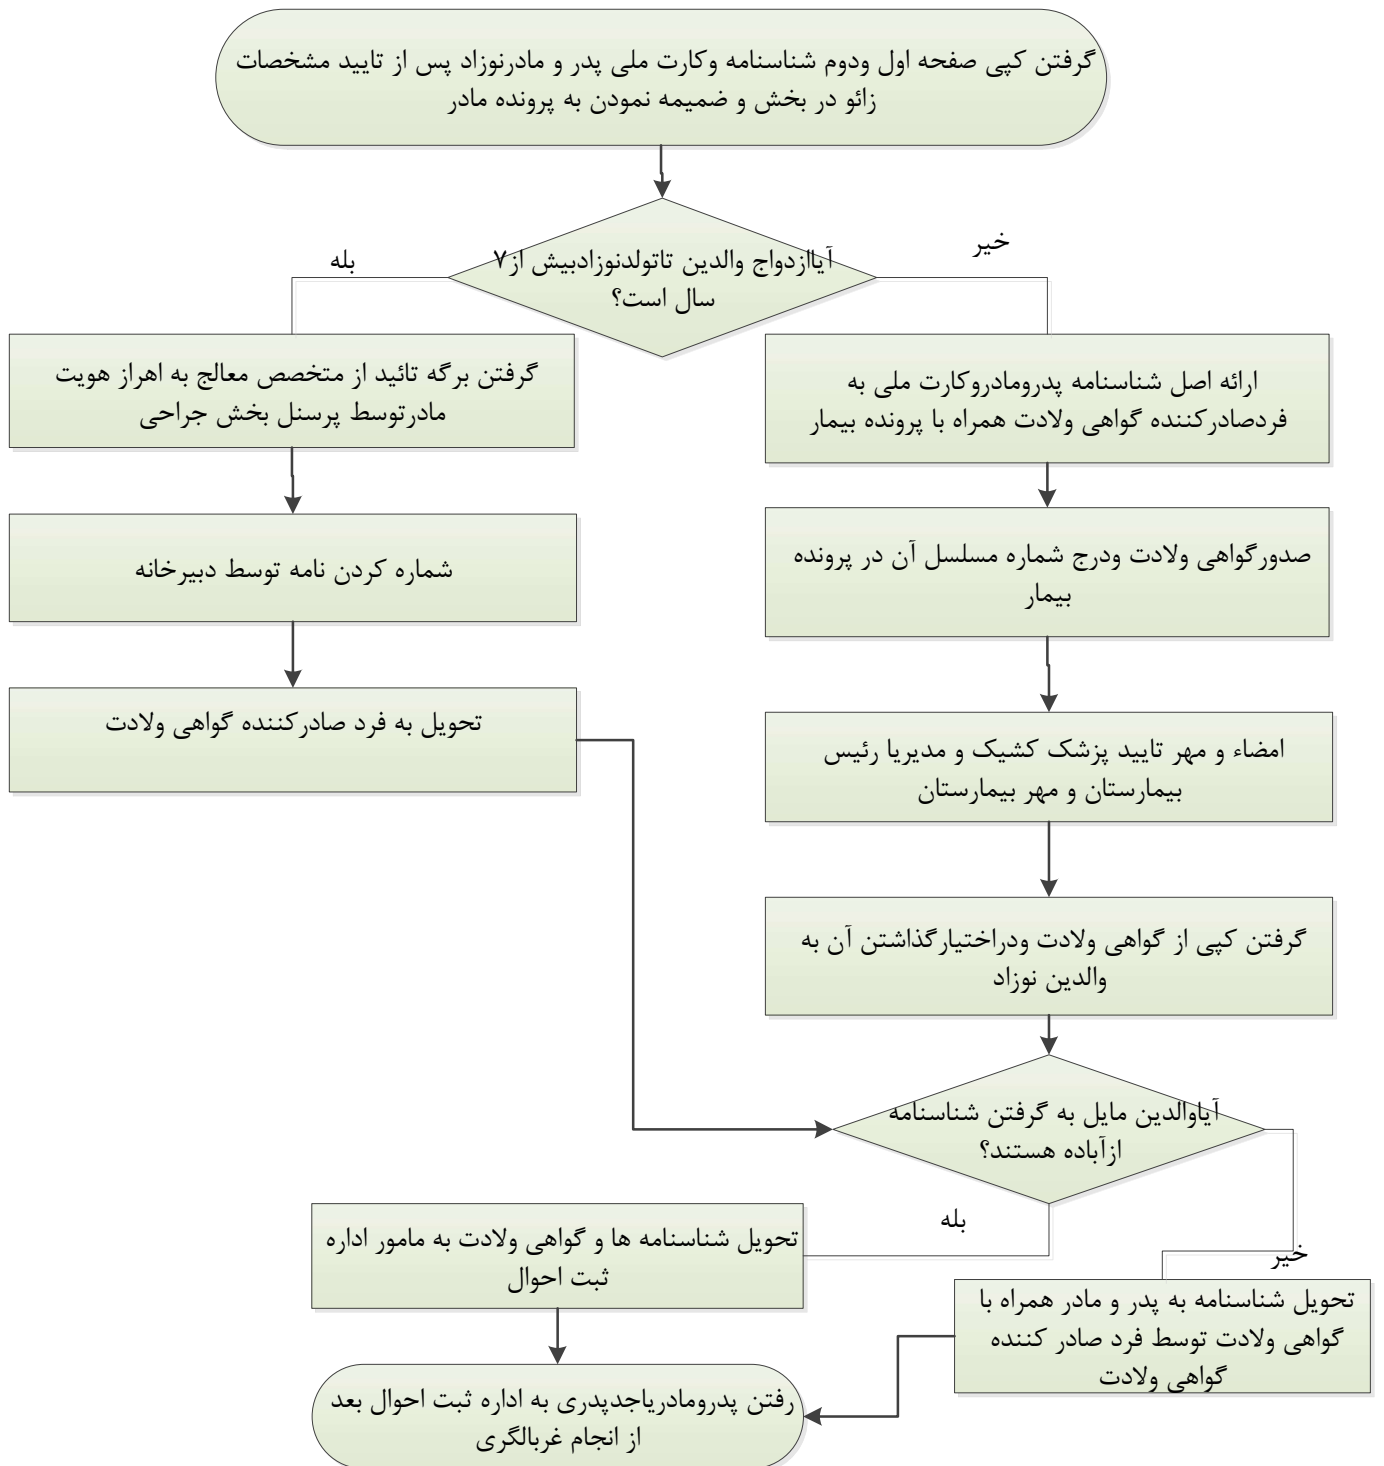 گرفتن کپی صفحه اول ودوم شناسنامه وکارت ملی پدر و مادرنوزاد پس از تایید مشخصات
زائو در بخش و ضمیمه نمودن به پرونده مادر
آیاازدواج والدین تاتولدنوزادبیش از۷
سال است؟
خیر
بله
ارائه اصل شناسنامه پدرومادروکارت ملی به
فردصادرکننده گواهی ولادت همراه با پرونده بیمار
گرفتن برگه تائید از متخصص معالج به اهراز هویت
مادرتوسط پرسنل بخش جراحی
صدورگواهی ولادت ودرج شماره مسلسل آن در پرونده
بیمار
شماره کردن نامه توسط دبیرخانه
امضاء و مهر تایید پزشک کشیک و مدیریا رئیس
بیمارستان و مهر بیمارستان
تحویل به فرد صادرکننده گواهی ولادت
گرفتن کپی از گواهی ولادت ودراختیارگذاشتن آن به
والدین نوزاد
آیاوالدین مایل به گرفتن شناسنامه
ازآباده هستند؟
بله
خیر
تحویل شناسنامه ها و گواهی ولادت به مامور اداره
ثبت احوال
تحویل شناسنامه به پدر و مادر همراه با
گواهی ولادت توسط فرد صادر کننده
گواهی ولادت
رفتن پدرومادریاجدپدری به اداره ثبت احوال بعد
از انجام غربالگری